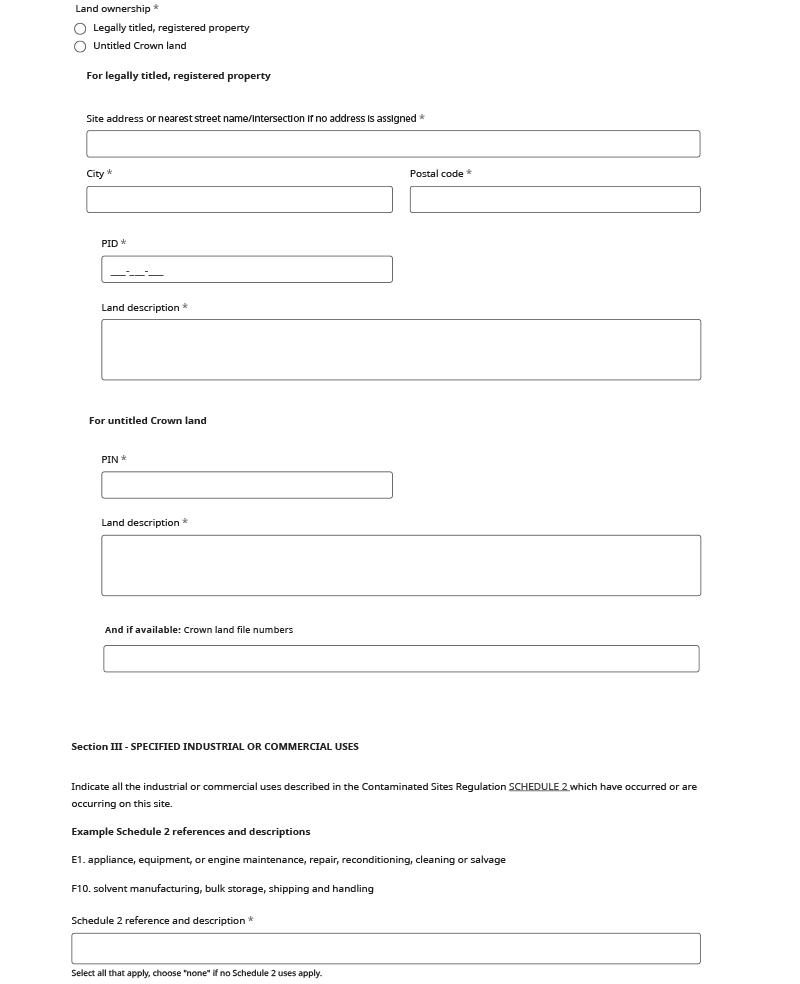 Land ownership *
Legally titled, registered property
Untitled Crown land
For legally titled, registered property
Site address or nearest street name/intersection if no address is assigned *
City *
Postal code *
PID *
___-___-___
Land description *
For untitled Crown land
PIN *
Land description *
And if available: Crown land file numbers
Section III - SPECIFIED INDUSTRIAL OR COMMERCIAL USES
Indicate all the industrial or commercial uses described in the Contaminated Sites Regulation SCHEDULE 2 which have occurred or are
occurring on this site.
Example Schedule 2 references and descriptions
E1. appliance, equipment, or engine maintenance, repair, reconditioning, cleaning or salvage
F10. solvent manufacturing, bulk storage, shipping and handling
Schedule 2 reference and description *
Select all that apply, choose "none" if no Schedule 2 uses apply.